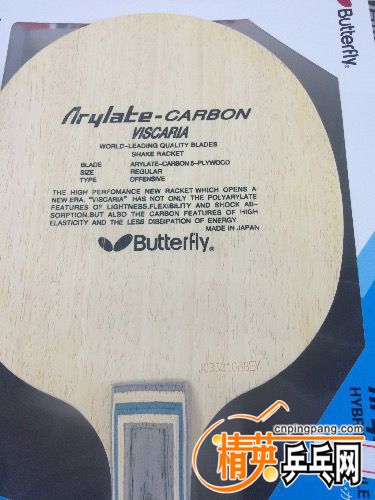 Butterfly
Arylate-CARBON
VISCARIA
WORLD-LEADING QUALITY BLADES
SHAKE RACKET
BLADE ARYLATE-CARBON 5-PLYWOOD
SIZE REGULAR
TYPE OFFENSIVE
THE HIGH PERFOMANCE NEW RACKET WHICH OPENS A
NEW ERA. "VISCARIA" HAS NOT ONLY THE POLYARYLATE
FEATURES OF LIGHTNESS,FLEXIBILITY AND SHOCK AB-
SORPTION.BUT ALSO THE CARBON FEATURES OF HIGH
ELASTICITY AND THE LESS DISSIPATION OF ENERGY.
MADE IN JAPAN
Butterfly®
HYBR
cnpingpang.com
精英乒乓网